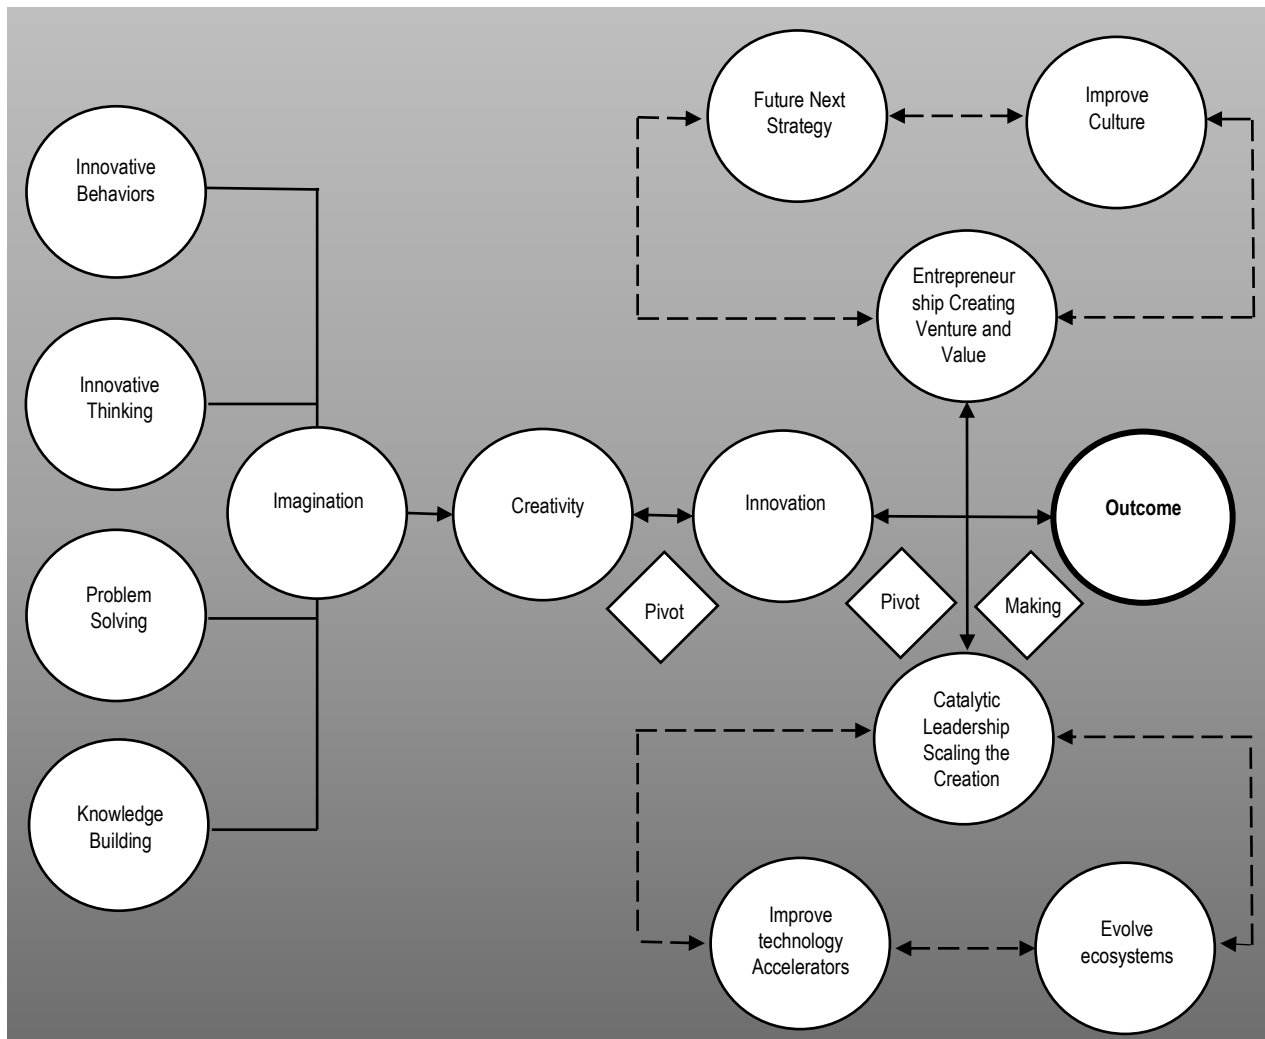 Future Next
Strategy
Improve
Culture
Innovative
Behaviors
Entrepreneur
ship Creating
Venture and
Value
Innovative
Thinking
Imagination
Creativity
Innovation
Outcome
Pivot
Pivot
Making
Problem
Solving
Catalytic
Leadership
Scaling the
Creation
Knowledge
Building
Improve
technology
Accelerators
Evolve
ecosystems